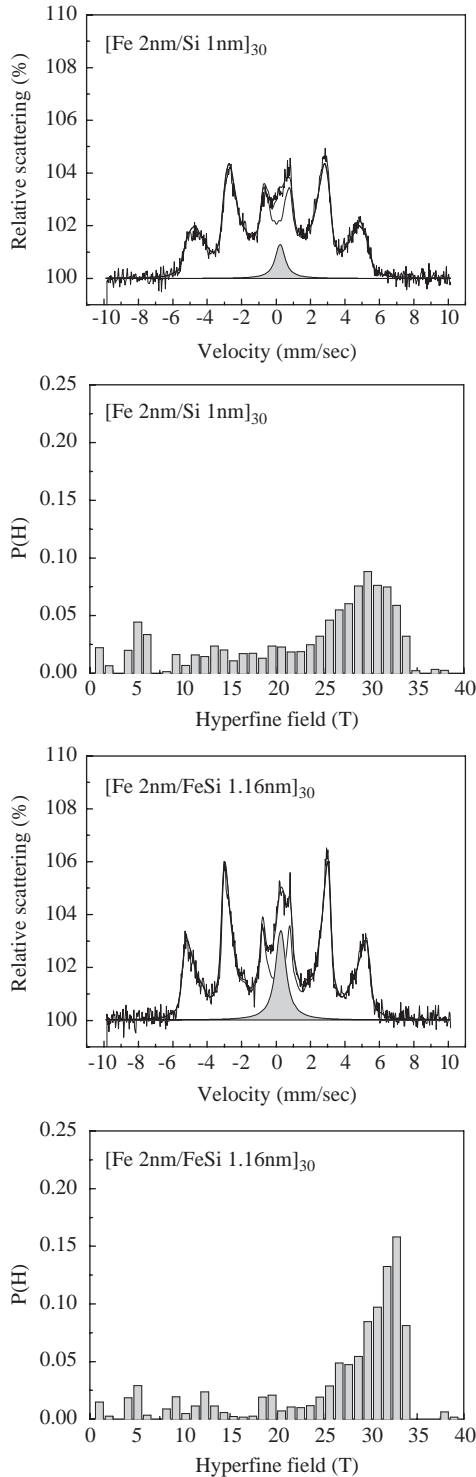 110
[Fe 2nm/Si 1nm]30
108
106
104
102
100
Relative scattering (%)
-10 -8 -6 -4 -2 0 2 4 6 8 10
Velocity (mm/sec)
0.25
[Fe 2nm/Si 1nm]30
0.20
0.15
0.10
0.05
0.00
P(H)
0 5 10 15 20 25 30 35 40
Hyperfine field (T)
110
[Fe 2nm/FeSi 1.16nm]30
108
106
104
102
100
Relative scattering (%)
-10 -8 -6 -4 -2 0 2 4 6 8 10
Velocity (mm/sec)
0.25
[Fe 2nm/FeSi 1.16nm]30
0.20
0.15
0.10
0.05
0.00
P(H)
0 5 10 15 20 25 30 35 40
Hyperfine field (T)